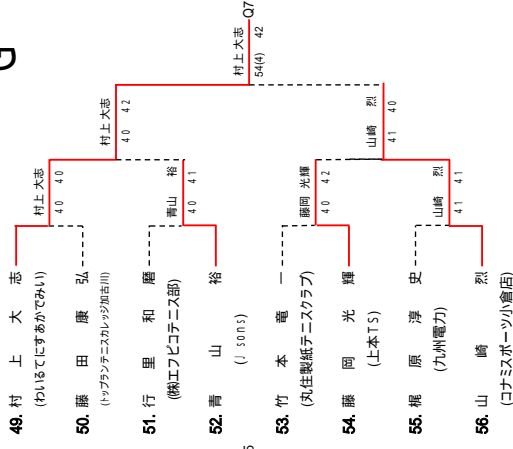 49. 村上大志
(わいるてにすあかでみい)
50. 藤田康弘
(トップランテニスカレッジ加古川)
51. 行里和磨
(㈱エフピコテニス部)
52. 青山裕
(J sons)
53. 竹本竜一
(丸住製紙テニスクラブ)
54. 藤岡光輝
(上本TS)
55. 梶原淳史
(九州電力)
56. 山崎烈
(コナミスポーツ小倉店)
村上 大志
40 40
青山 裕
40 41
藤岡 光輝
40 42
山崎 烈
41 41
村上 大志
40 42
山崎 烈
41 40
村上 大志
54(4) 42
Q7